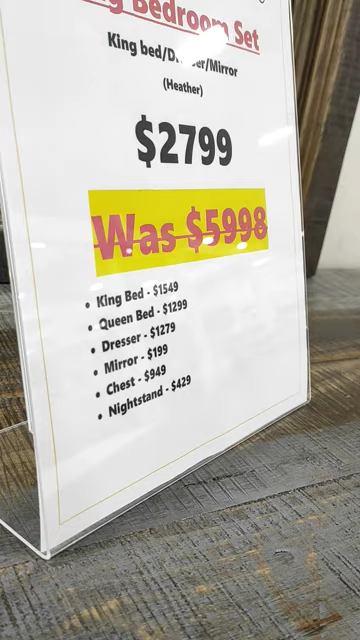 Bedroom Set
King bed/Dresser/Mirror
(Heather)
$2799
Was $5998
• King Bed - $1549
• Queen Bed - $1299
• Dresser - $1279
• Mirror - $199
• Chest - $949
• Nightstand - $429